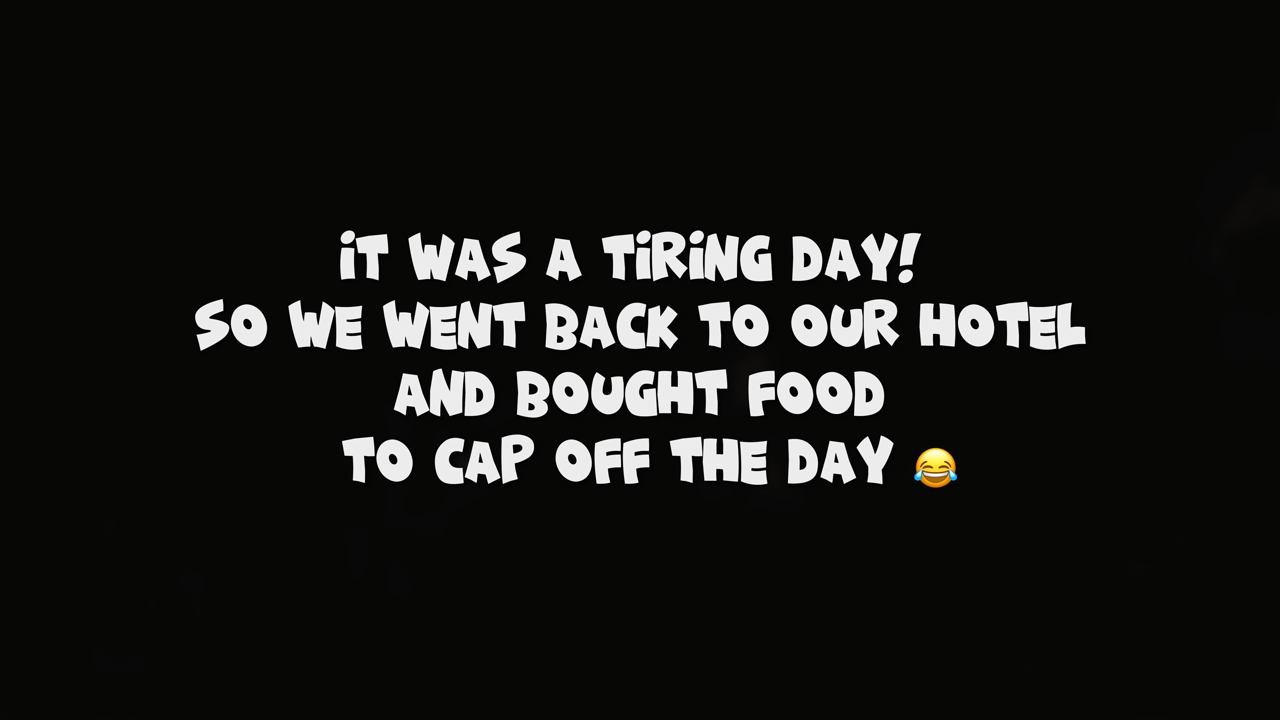 iT WAS A TiRiNG DAY!
SO WE WENT BACK TO OUR HOTEL
AND BOUGHT FOOD
TO CAP OFF THE DAY 😂